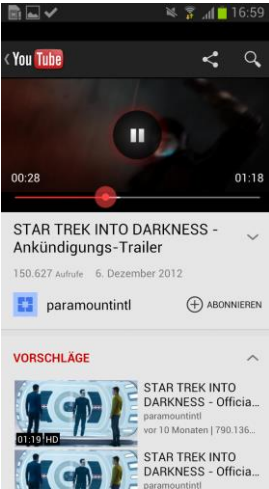 16:59
You Tube
00:28
01:18
STAR TREK INTO DARKNESS -
Ankündigungs-Trailer
150.627 Aufrufe 6. Dezember 2012
paramountintl
ABONNIEREN
VORSCHLÄGE
STAR TREK INTO
DARKNESS - Officia...
paramountintl
vor 10 Monaten | 790.136...
01:19 HD
STAR TREK INTO
DARKNESS - Officia...
paramountintl